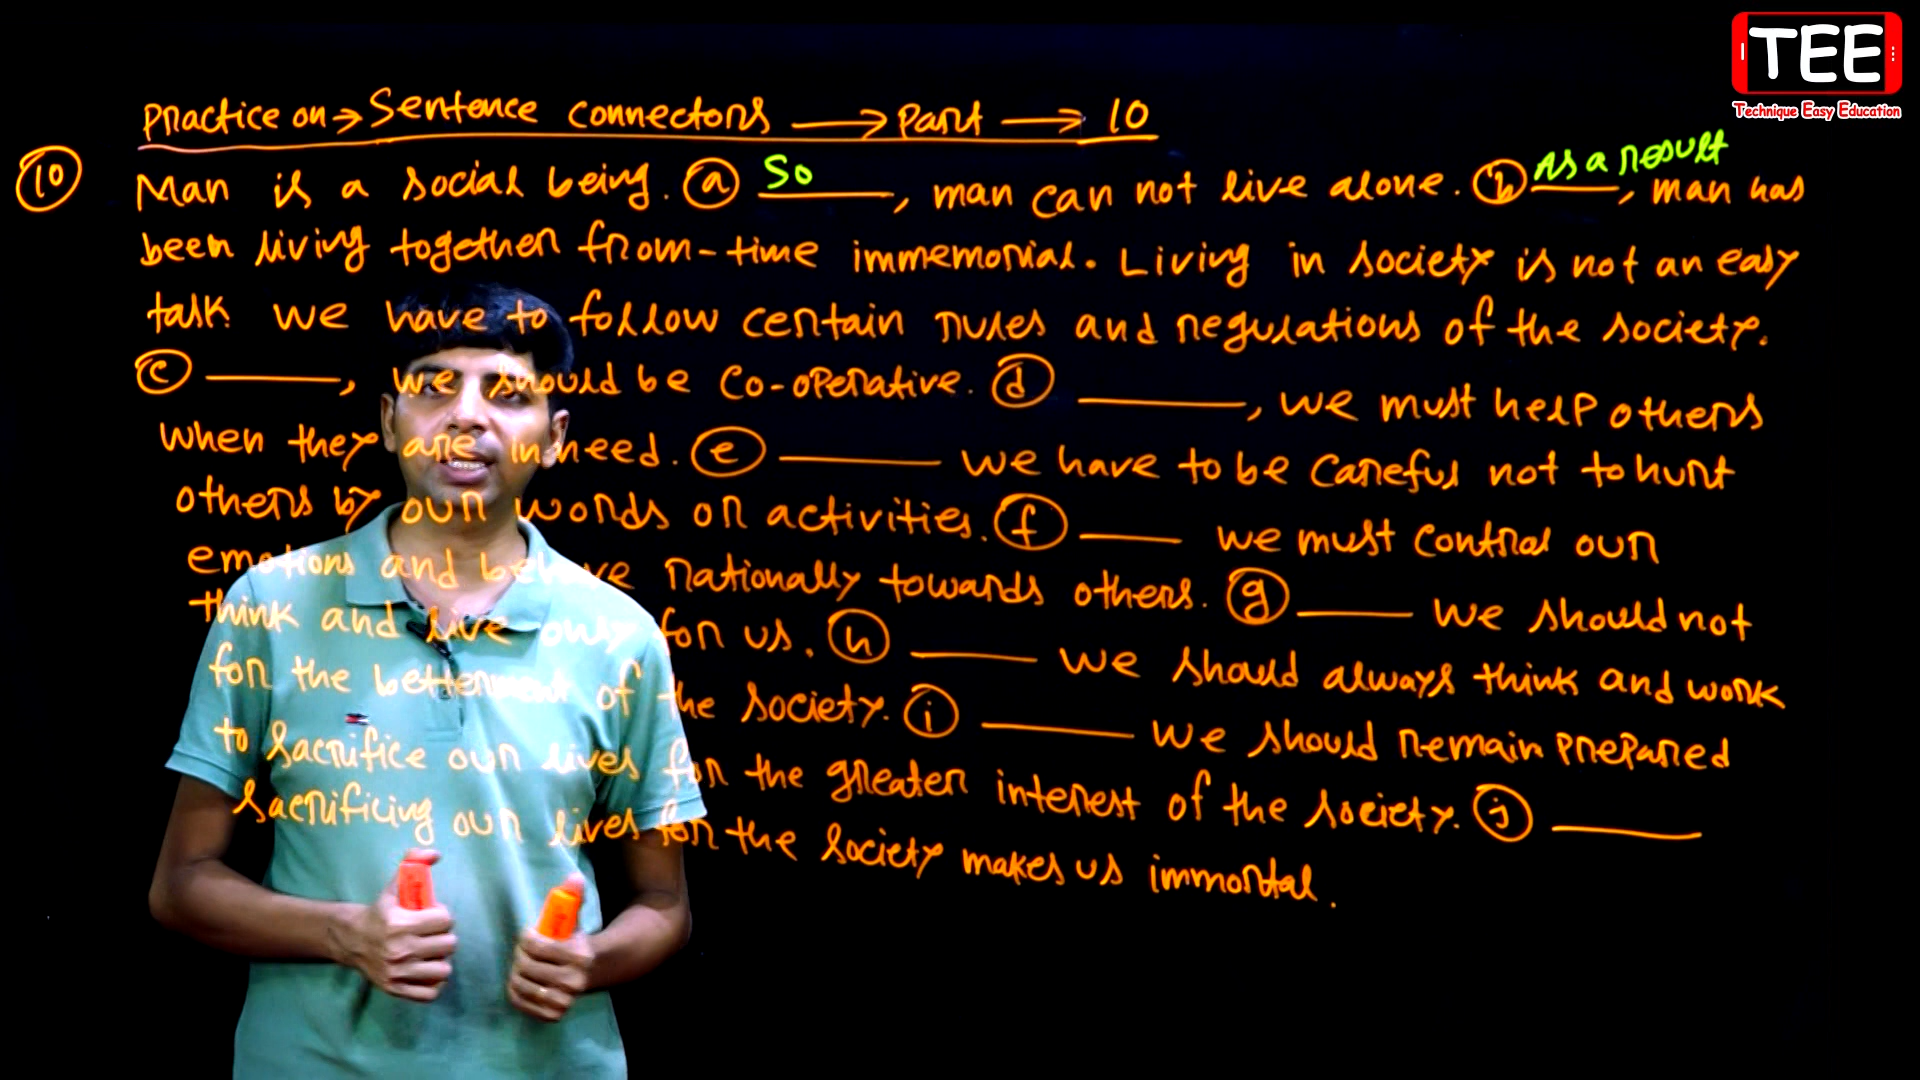 TEE
Technique Easy Education
Practice on → Sentence connectors → Part → 10
10 Man is a social being. a So, man can not live alone. b As a result, man has
been living together from-time immemorial. Living in society is not an easy
task. we have to follow certain rules and regulations of the society.
c ____, we should be co-operative. d ____, we must help others
when they are in need. e ____ we have to be careful not to hurt
others by our words or activities. f ____ we must control our
emotions and behave rationally towards others. g ____ we should not
think and live only for us. h ____ we should always think and work
for the betterment of the society. i ____ we should remain prepared
to sacrifice our lives for the greater interest of the society. j ____
sacrificing our lives for the society makes us immortal.